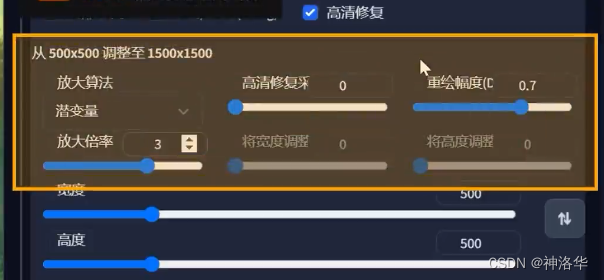 高清修复
从 500x500 调整至 1500x1500
放大算法
高清修复采
0
重绘幅度(D
0.7
潜变量
放大倍率
3
将宽度调整
0
将高度调整
0
宽度
500
高度
500
CSDN @神洛华